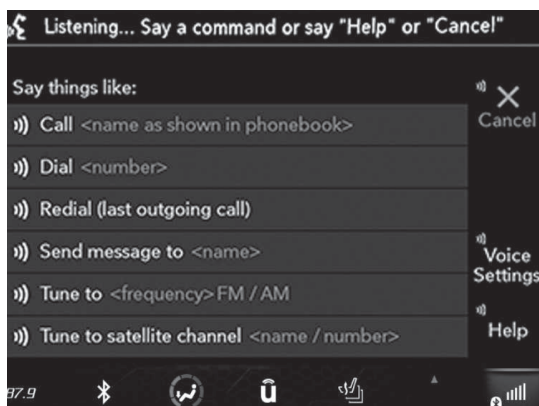 Listening... Say a command or say "Help" or "Cancel"
Say things like:
Call <name as shown in phonebook>
Dial <number>
Redial (last outgoing call)
Send message to <name>
Tune to <frequency> FM / AM
Tune to satellite channel <name / number>
Cancel
Voice
Settings
Help
87.9